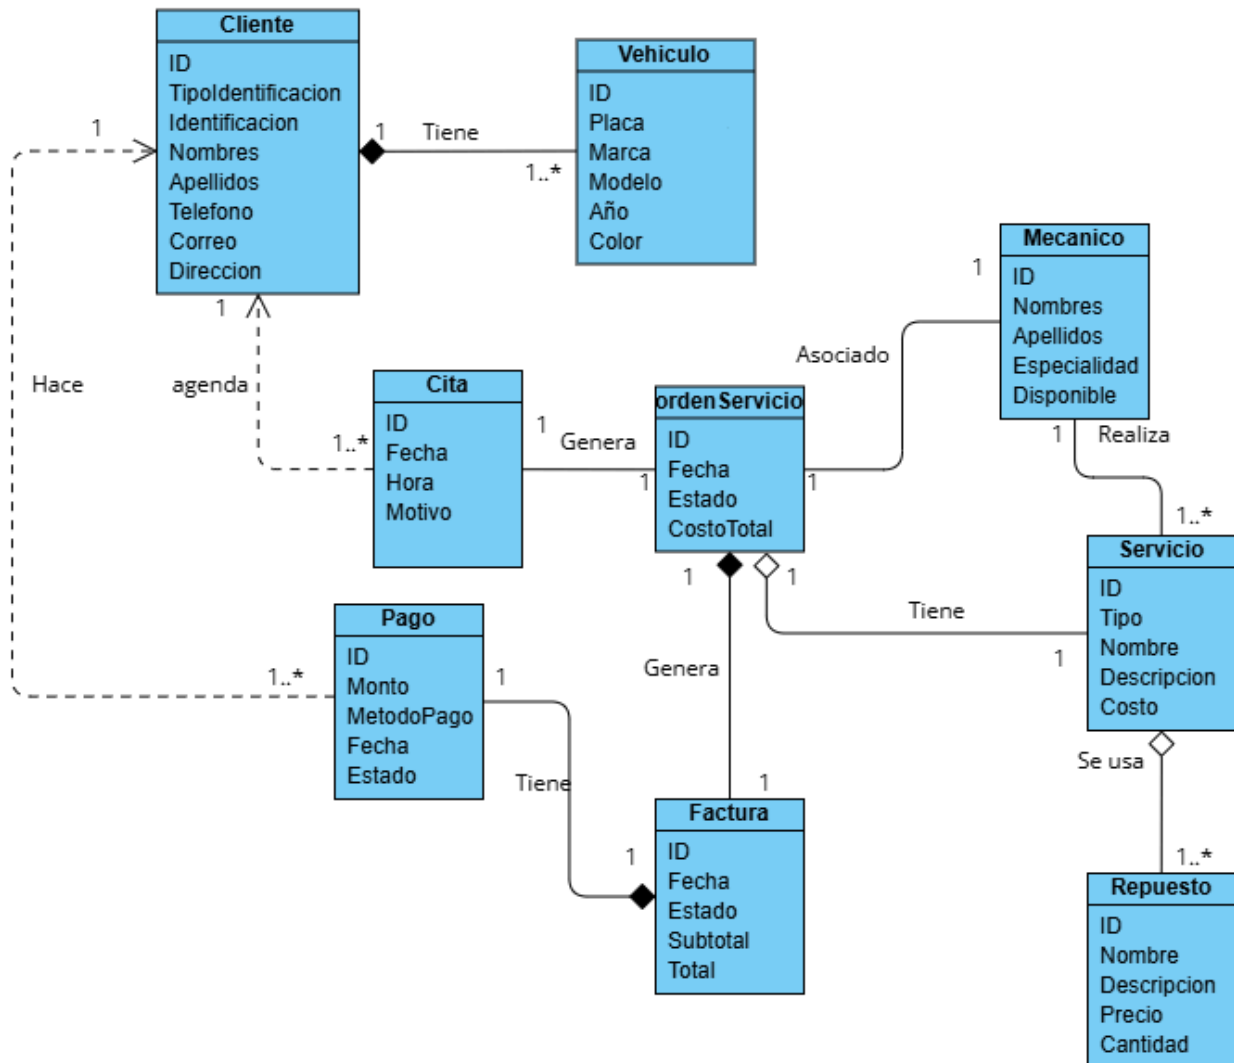 Cliente
ID
TipoIdentificacion
Identificacion
Nombres
Apellidos
Telefono
Correo
Direccion
1
Tiene
1..*
Vehiculo
ID
Placa
Marca
Modelo
Año
Color
1
Hace
1..*
1
agenda
1..*
Cita
ID
Fecha
Hora
Motivo
1
Genera
1
ordenServicio
ID
Fecha
Estado
CostoTotal
1
Asociado
1
Mecanico
ID
Nombres
Apellidos
Especialidad
Disponible
1
Realiza
1..*
Servicio
ID
Tipo
Nombre
Descripcion
Costo
1
Tiene
1
1
Genera
1
Pago
ID
Monto
MetodoPago
Fecha
Estado
1
Tiene
1
Factura
ID
Fecha
Estado
Subtotal
Total
Se usa
1..*
Repuesto
ID
Nombre
Descripcion
Precio
Cantidad